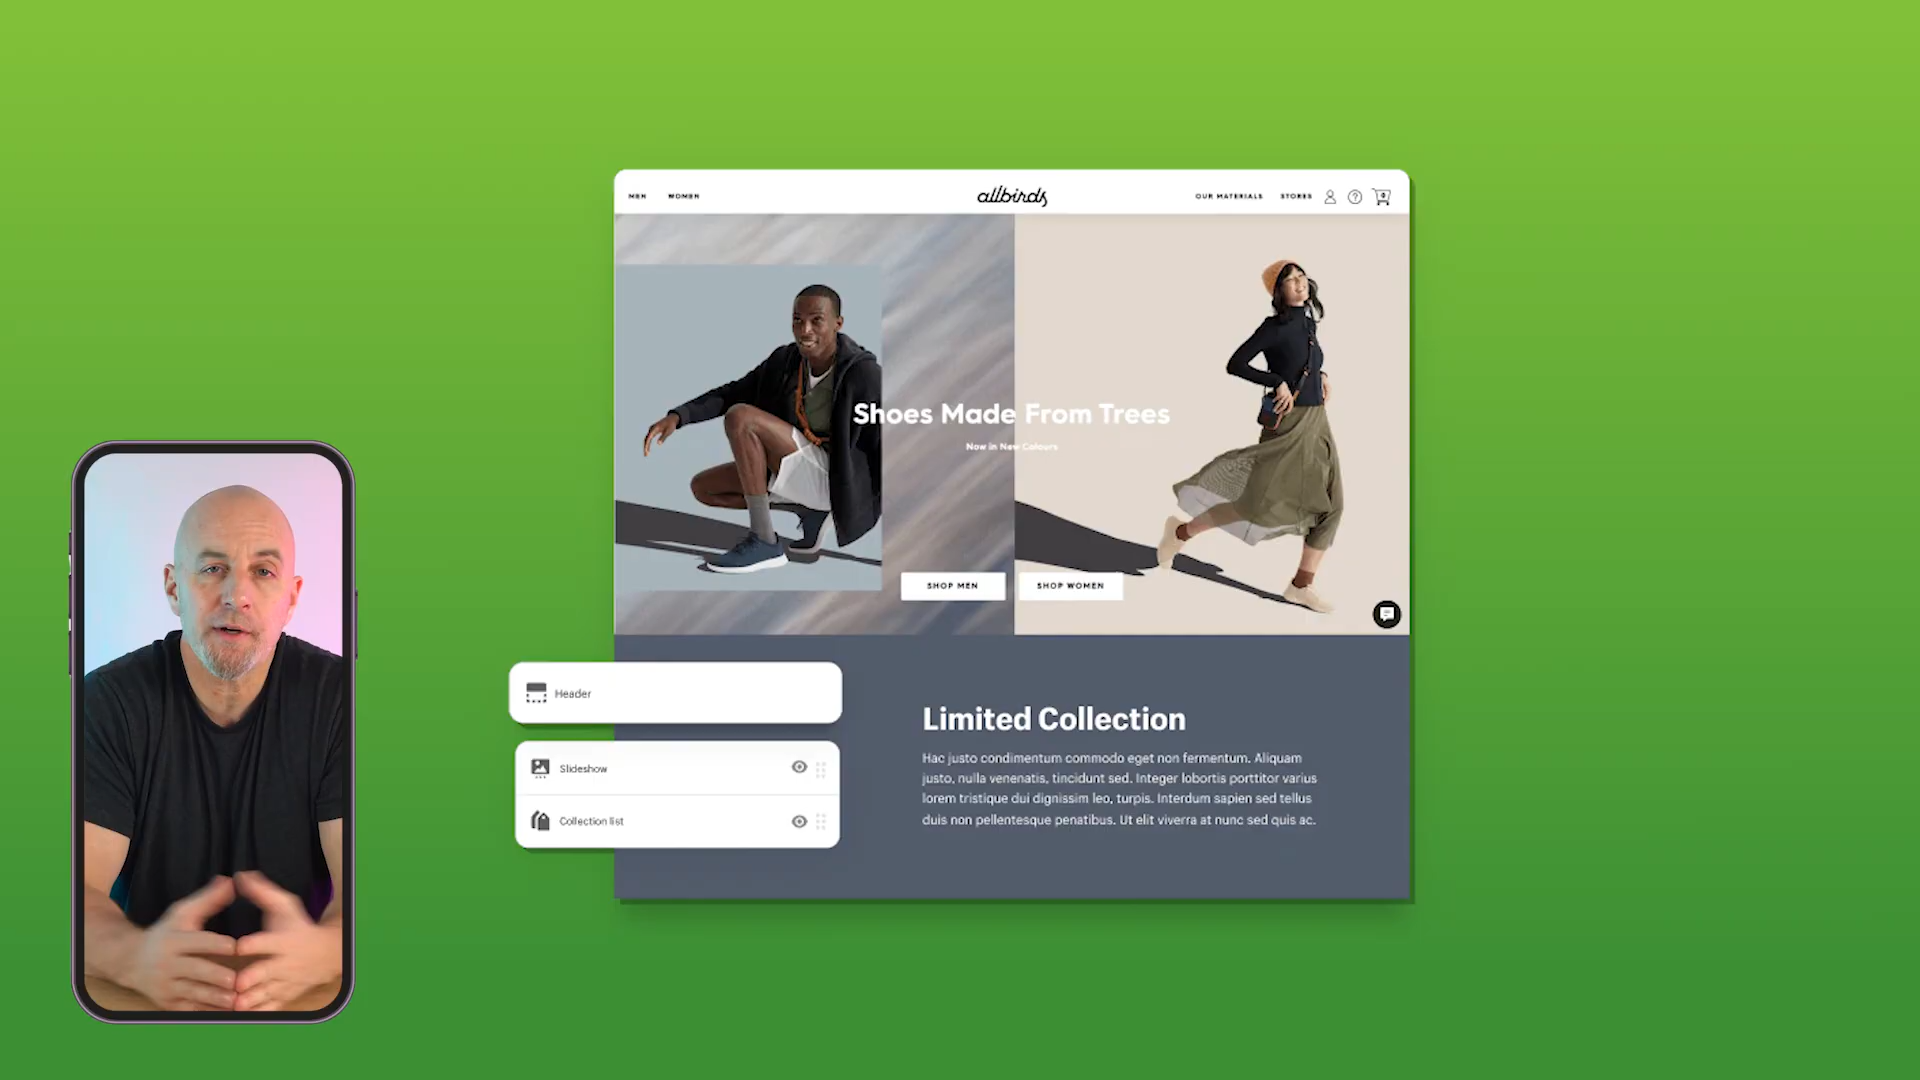 MEN WOMEN allbirds OUR MATERIALS STORES 0
Shoes Made From Trees
Now in New Colours
SHOP MEN SHOP WOMEN
Header
Slideshow
Collection list
Limited Collection
Hac justo condimentum commodo eget non fermentum. Aliquam
justo, nulla venenatis, tincidunt sed. Integer lobortis porttitor varius
lorem tristique dui dignissim leo, turpis. Interdum sapien sed tellus
duis non pellentesque penatibus. Ut elit viverra at nunc sed quis ac.